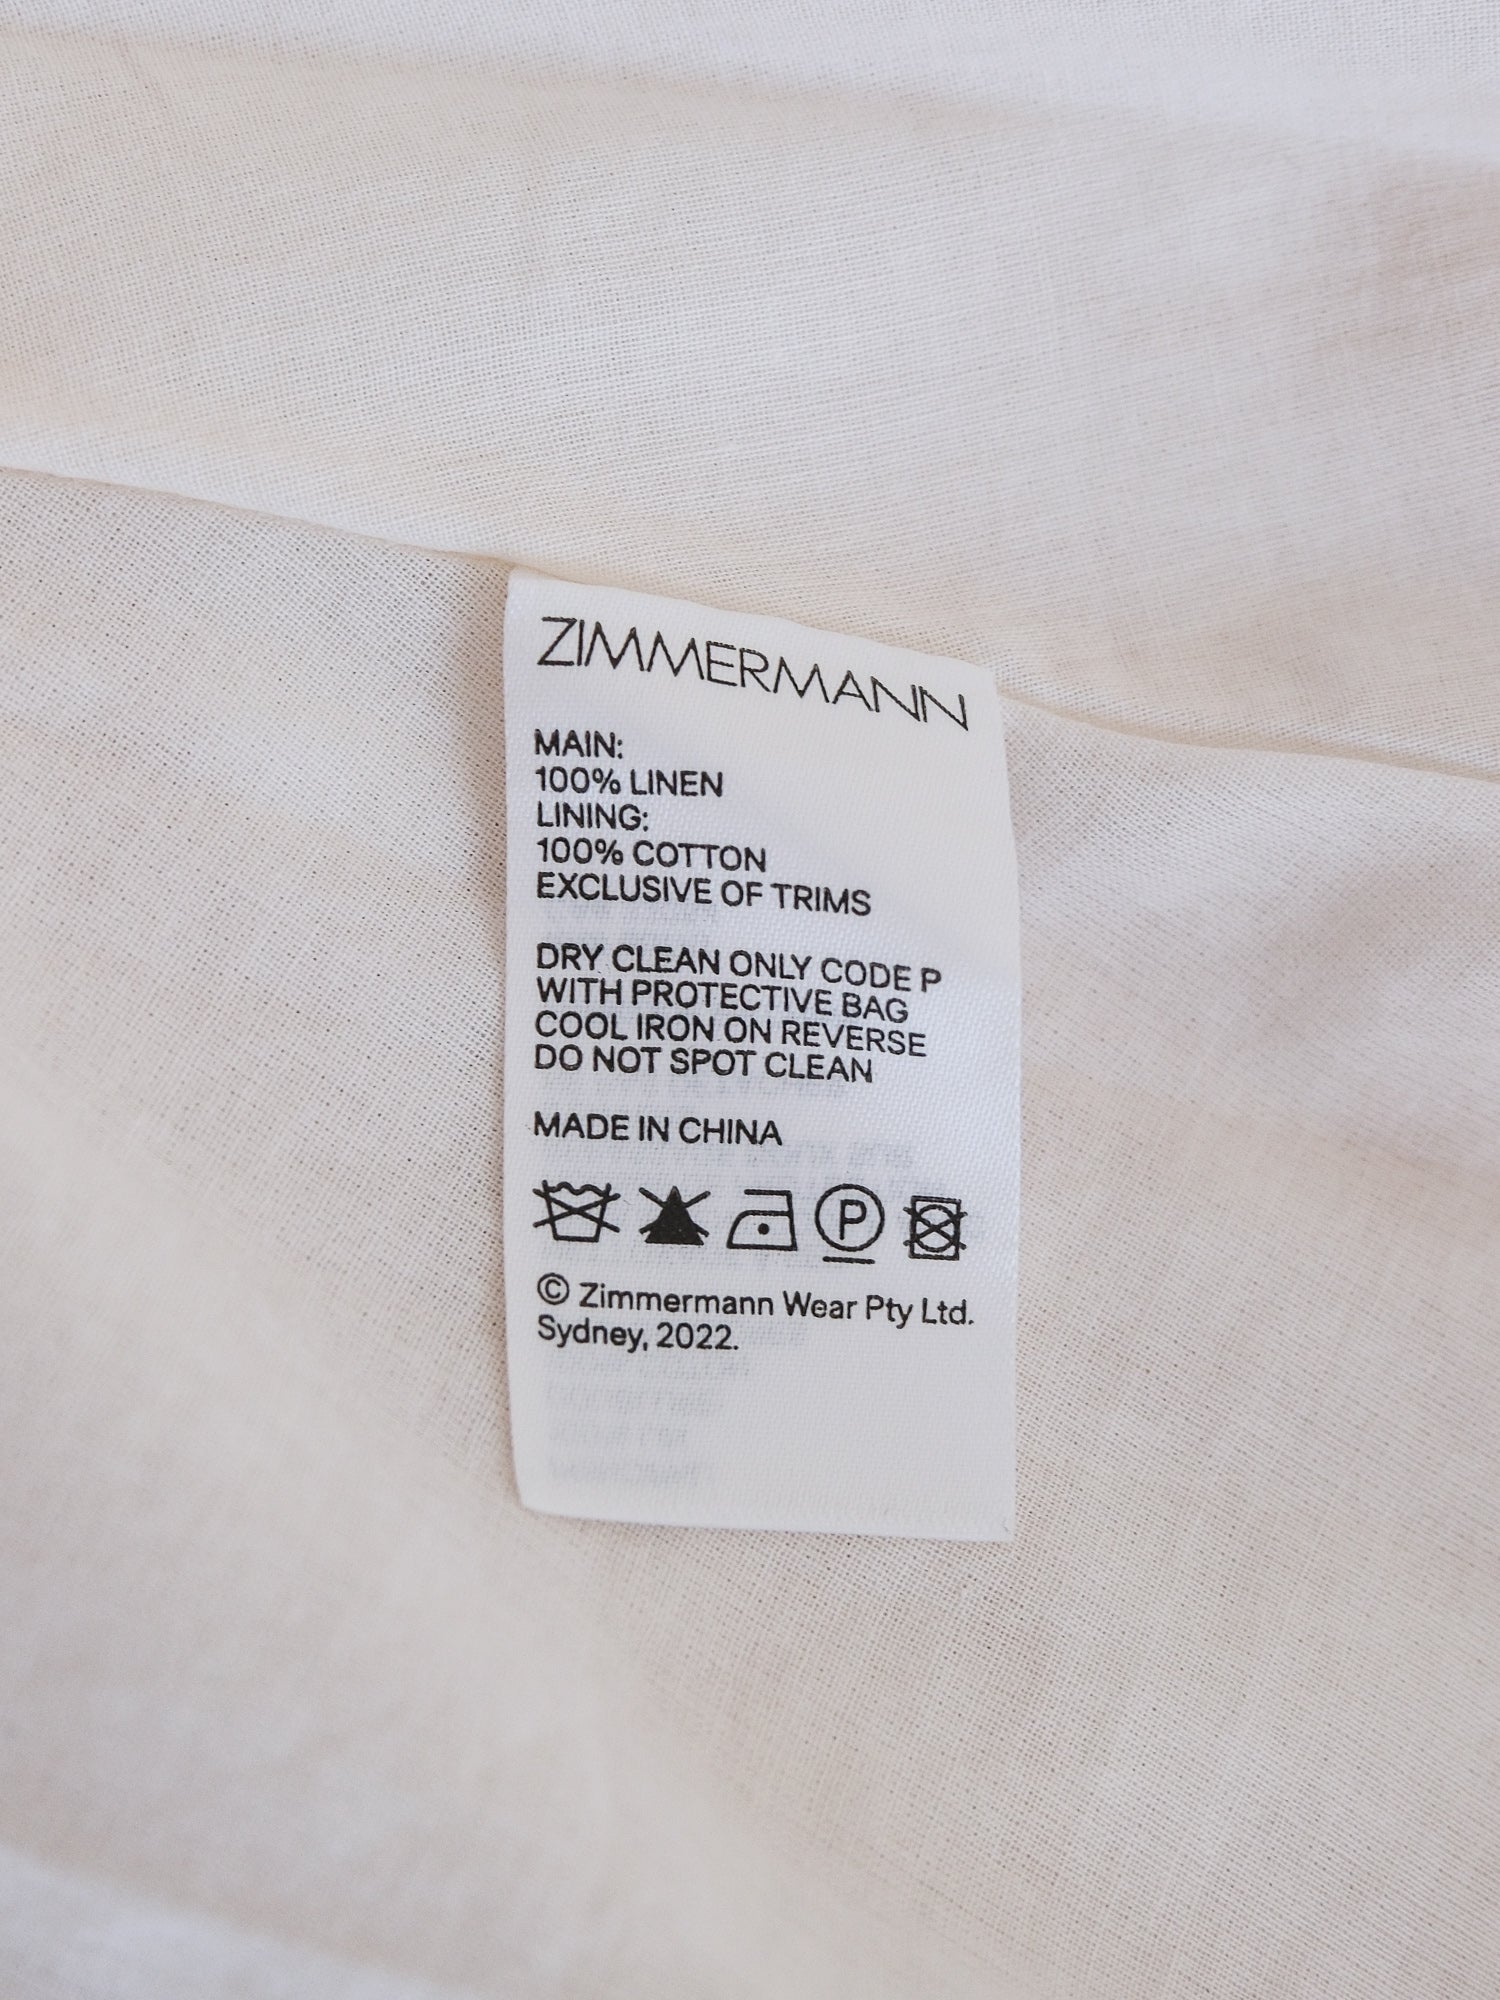 ZIMMERMANN
MAIN:
100% LINEN
LINING:
100% COTTON
EXCLUSIVE OF TRIMS
DRY CLEAN ONLY CODE P
WITH PROTECTIVE BAG
COOL IRON ON REVERSE
DO NOT SPOT CLEAN
MADE IN CHINA
P
© Zimmermann Wear Pty Ltd.
Sydney, 2022.